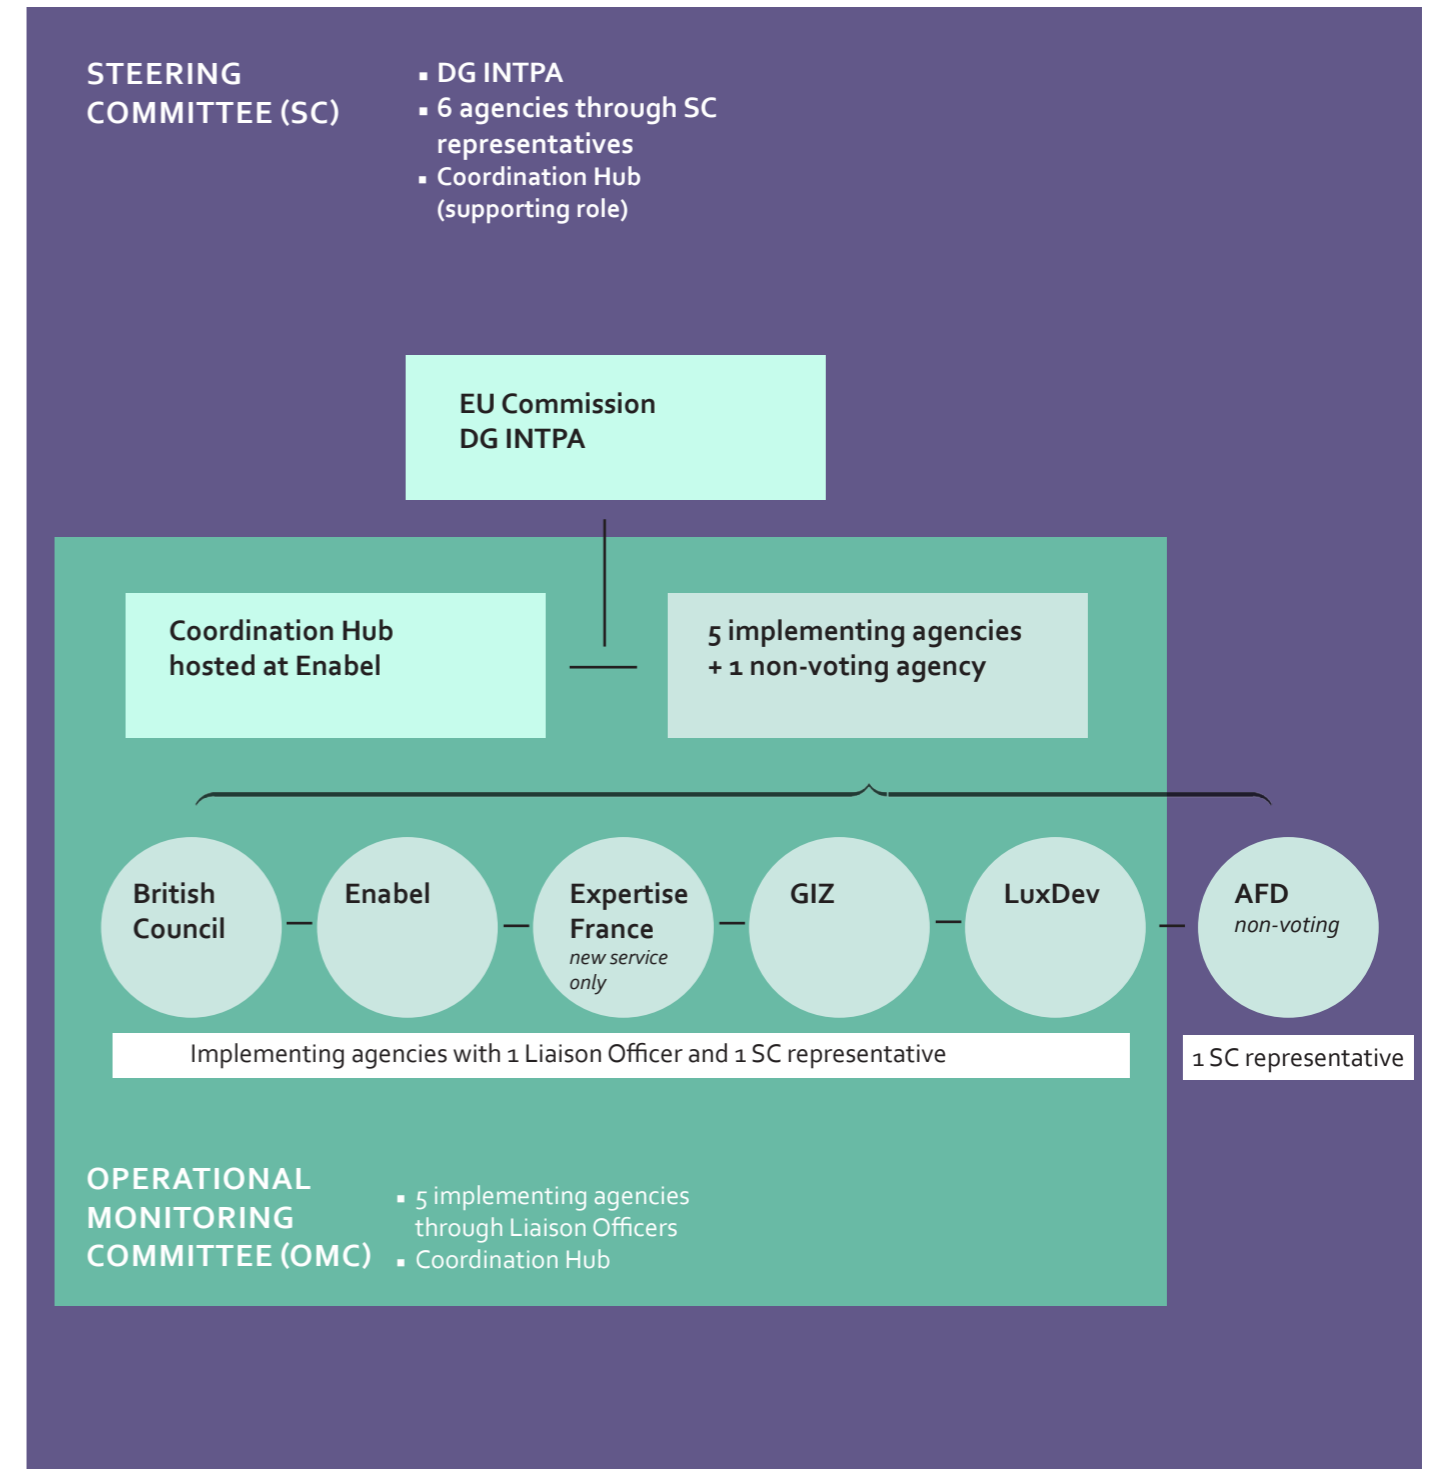 STEERING
COMMITTEE (SC)
▪ DG INTPA
▪ 6 agencies through SC
representatives
▪ Coordination Hub
(supporting role)
EU Commission
DG INTPA
Coordination Hub
hosted at Enabel
5 implementing agencies
+ 1 non-voting agency
British
Council
Enabel
Expertise
France
new service
only
GIZ
LuxDev
AFD
non-voting
Implementing agencies with 1 Liaison Officer and 1 SC representative
1 SC representative
OPERATIONAL
MONITORING
COMMITTEE (OMC)
▪ 5 implementing agencies
through Liaison Officers
▪ Coordination Hub